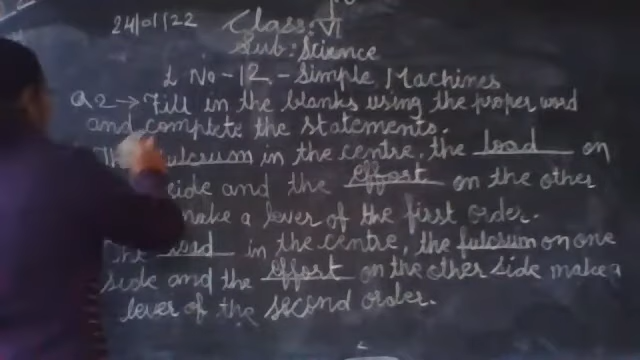 24/01/22 Class:VI
Sub: Science
L No-12-Simple Machines
Q2→Fill in the blanks using the proper word
and complete the statements.
fulcrum in the centre, the load on
side and the effort on the other
make a lever of the first order.
The load in the centre, the fulcrum on one
side and the effort on the other side make a
lever of the second order.